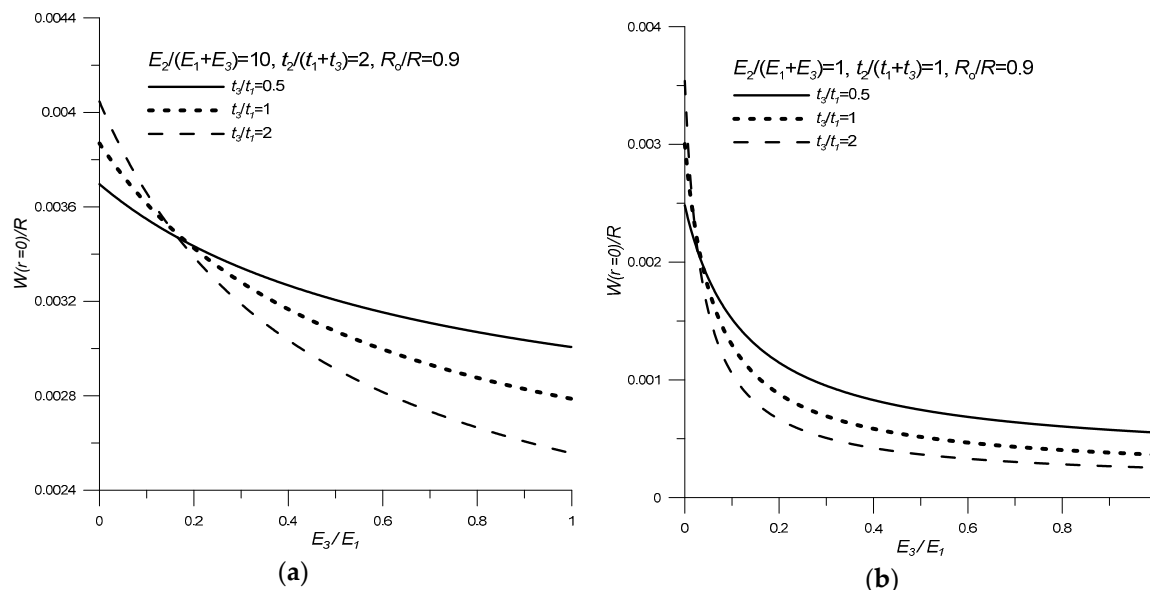 0.0044
0.004
0.0036
0.0032
0.0028
0.0024
W(r=0)/R
E2/(E1+E3)=10, t2/(t1+t3)=2, Ro/R=0.9
t3/t1=0.5
t3/t1=1
t3/t1=2
0 0.2 0.4 0.6 0.8 1
E3/E1
(a)
0.004
0.003
0.002
0.001
0
W(r=0)/R
E2/(E1+E3)=1, t2/(t1+t3)=1, Ro/R=0.9
t3/t1=0.5
t3/t1=1
t3/t1=2
0 0.2 0.4 0.6 0.8
E3/E1
(b)